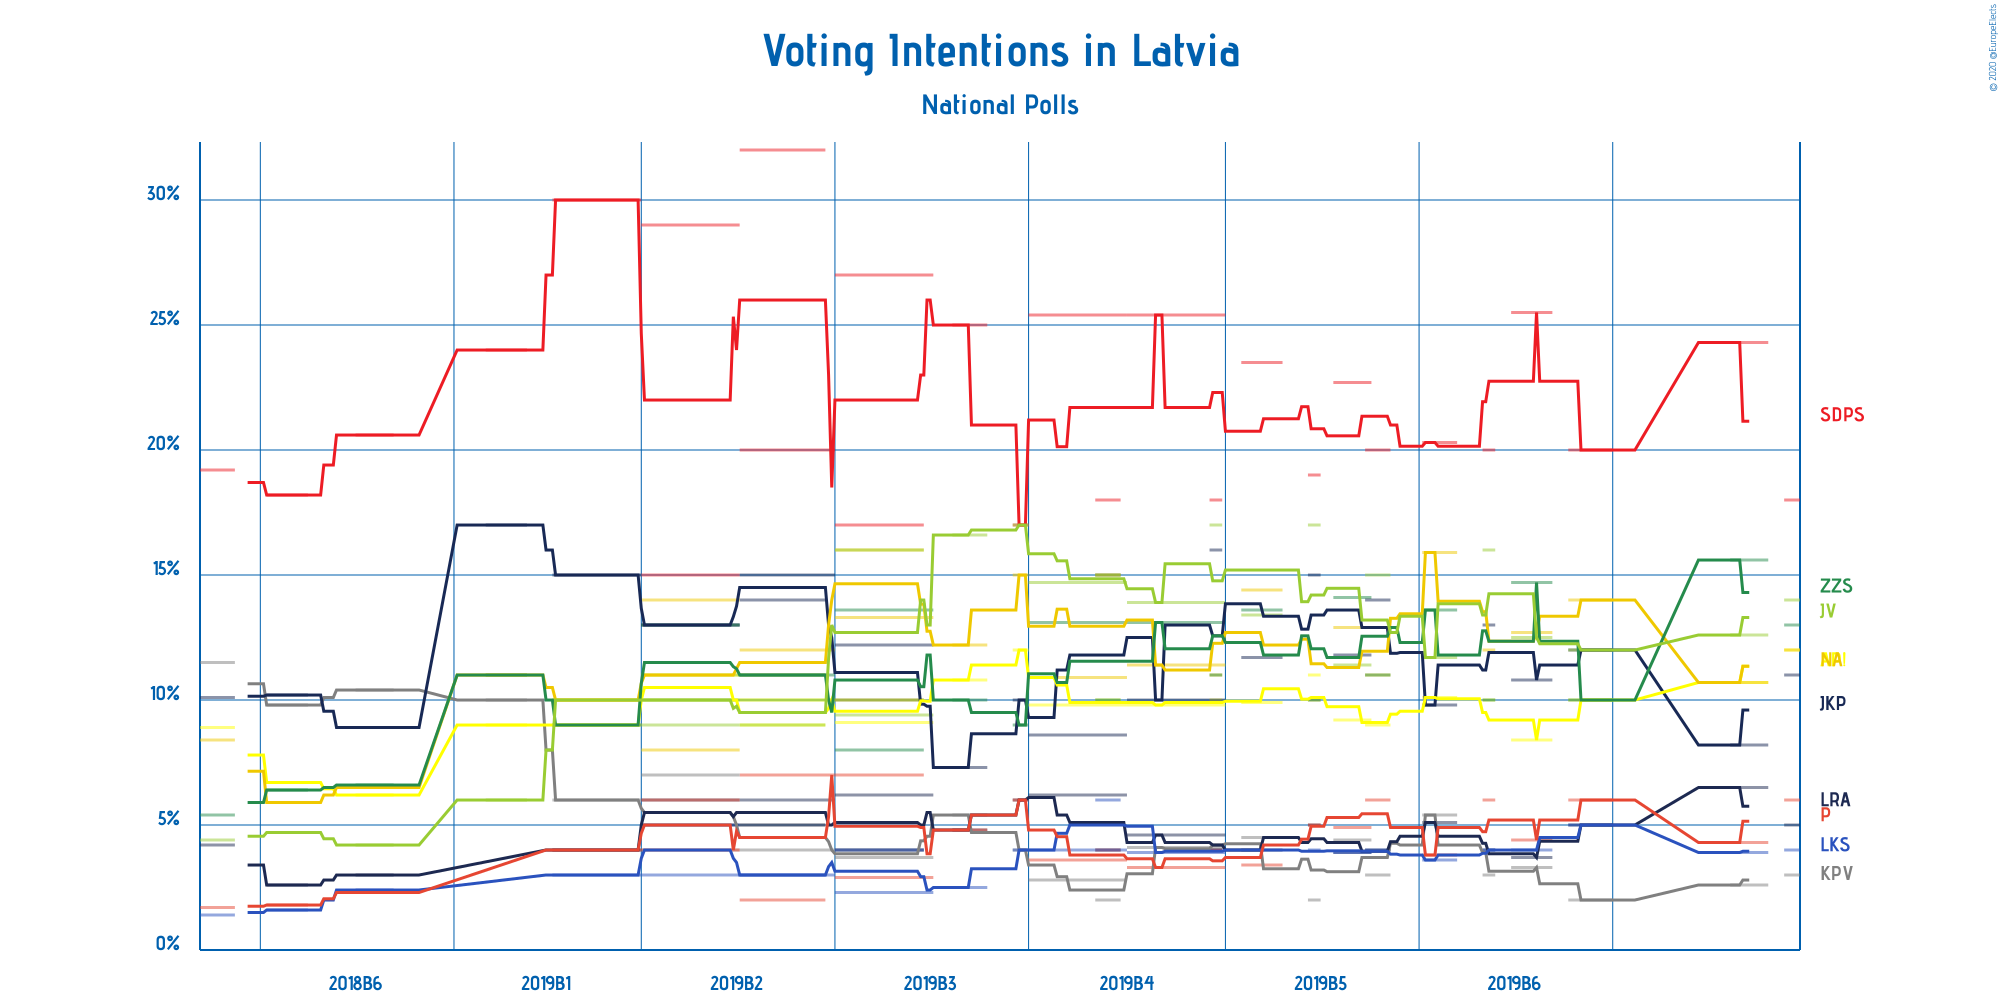 Voting Intentions in Latvia
National Polls
© 2020 @EuropeElects
30%
25%
20%
15%
10%
5%
0%
SDPS
ZZS
JV
NA
JKP
LRA
P
LKS
KPV
2018B6
2019B1
2019B2
2019B3
2019B4
2019B5
2019B6